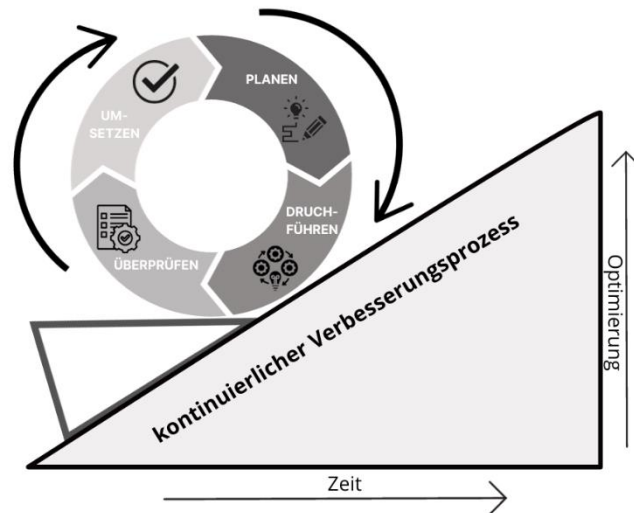 PLANEN
UM-
SETZEN
DRUCH-
FÜHREN
ÜBERPRÜFEN
kontinuierlicher Verbesserungsprozess
Optimierung
Zeit